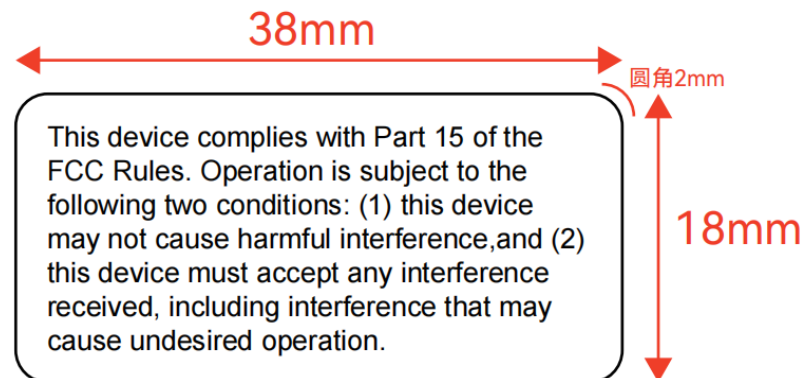 38mm
圆角2mm
This device complies with Part 15 of the
FCC Rules. Operation is subject to the
following two conditions: (1) this device
may not cause harmful interference,and (2)
this device must accept any interference
received, including interference that may
cause undesired operation.
18mm